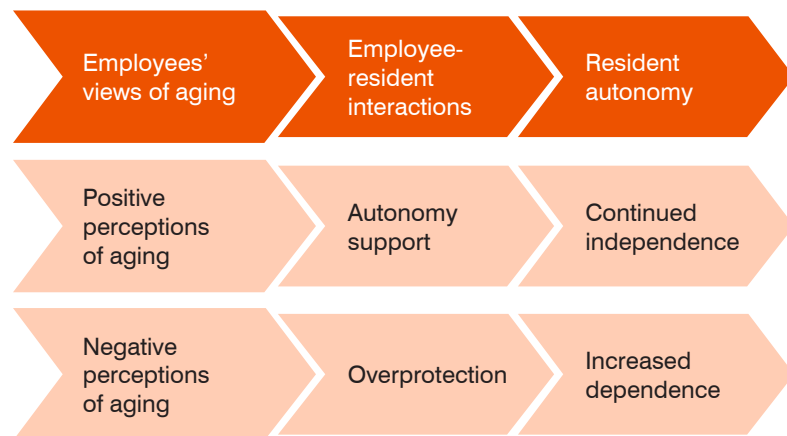 Employees’
views of aging
Employee-
resident
interactions
Resident
autonomy
Positive
perceptions
of aging
Autonomy
support
Continued
independence
Negative
perceptions
of aging
Overprotection
Increased
dependence